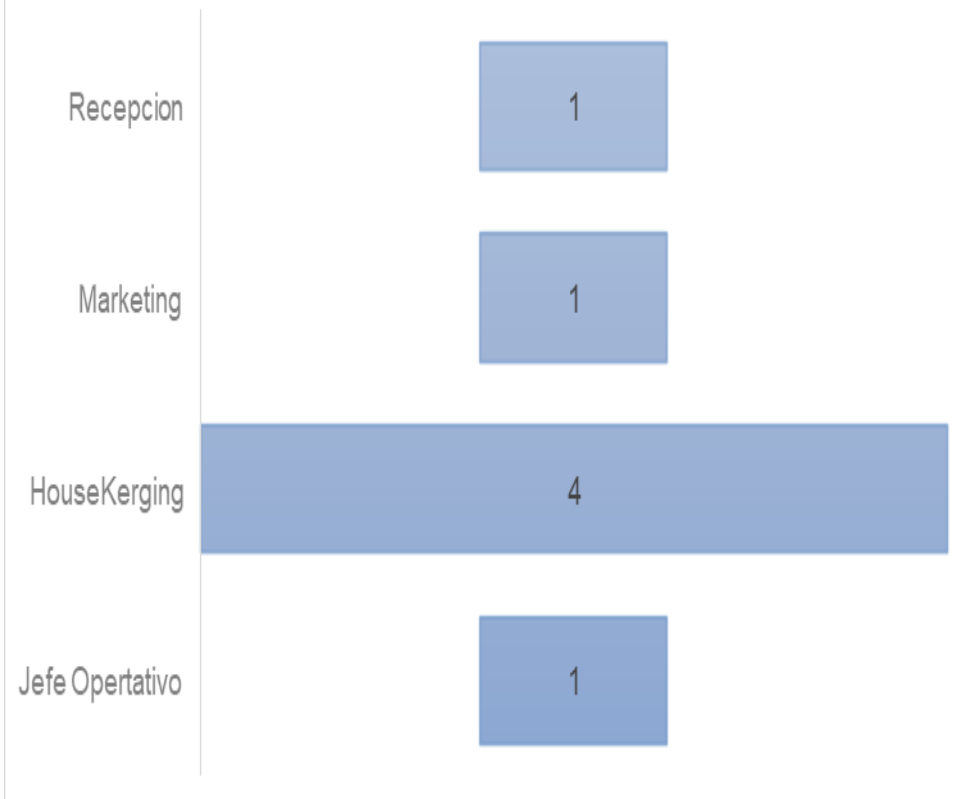 Recepcion 1
Marketing 1
HouseKerging 4
Jefe Opertativo 1